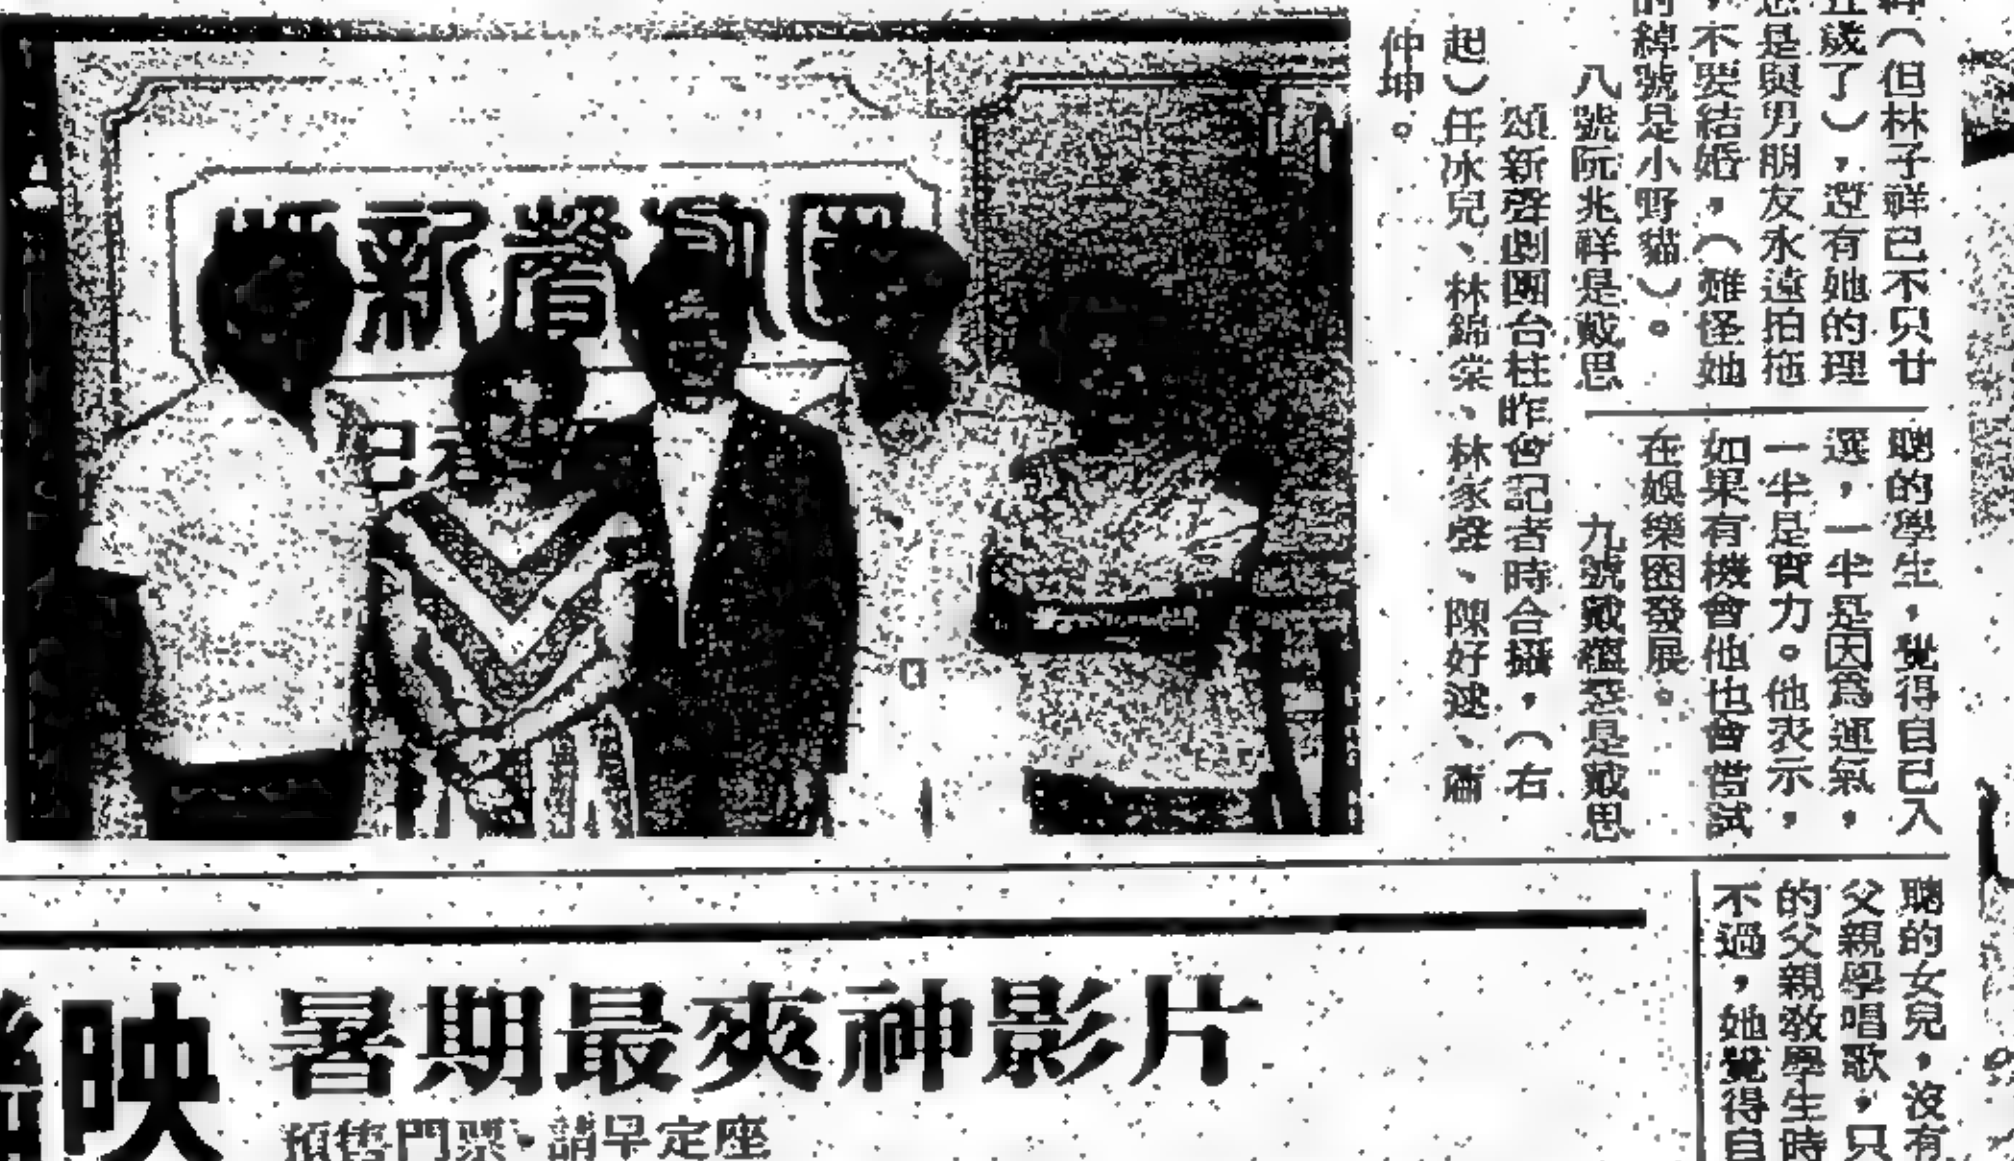 神（但林子祥已不只廿
五歲了），還有她的理
想是與男朋友永遠拍拖
，不要結婚，（難怪她
的綽號是小野貓）。
八號阮兆祥是戴思
聰的學生，覺得自己入
選，一半是因爲運氣，
一半是實力。他表示，
如果有機會他也會嘗試
在娛樂圈發展。
九號戴蘊慧是戴思
聰的女兒，沒有
父親學唱歌，只
的父親教學生時
不過，她覺得自
頌新聲劇團台柱昨會記者時合攝，（右
起）任冰兒、林錦棠、林家聲、陳好逑、蕭
仲坤。
新聲劇團
記者
聯映
暑期最爽神影片
預售門票，請早定座